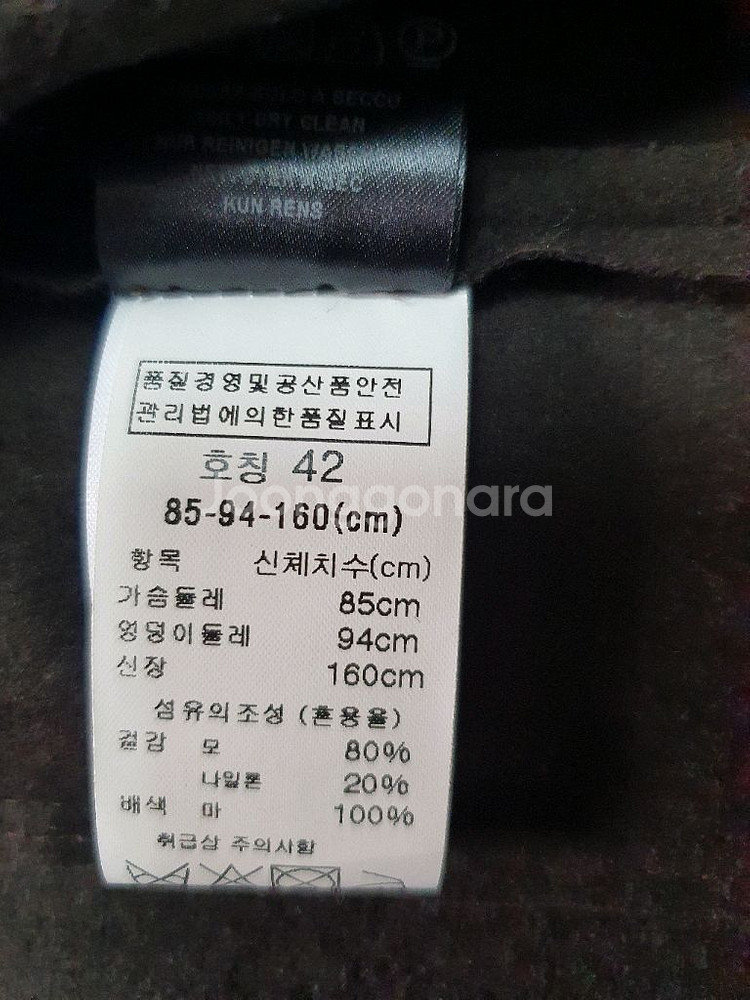 P
A SECCO
DRY CLEAN
NUR REINIGEN
SEC
KUN RENS
품질경영및공산품안전
관리법에의한품질표시
호칭 42
Joonggonara
85-94-160(cm)
항목 신체치수(cm)
가슴둘레 85cm
엉덩이둘레 94cm
신장 160cm
섬유의조성 (혼용율)
겉감 모 80%
나일론 20%
배색 마 100%
취급상 주의사항